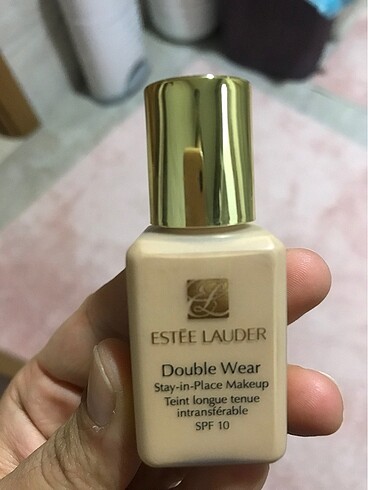 ESTĒE LAUDER
Double Wear
Stay-in-Place Makeup
Teint longue tenue
intransférable
SPF 10